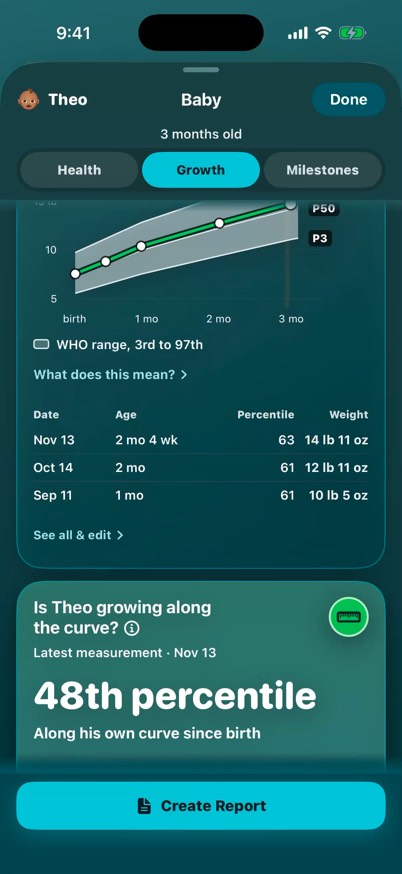 9:41
Theo
Baby
Done
3 months old
Health
Growth
Milestones
P50
10
P3
5
birth
1 mo
2 mo
3 mo
WHO range, 3rd to 97th
What does this mean? >
Date Age Percentile Weight
Nov 13 2 mo 4 wk 63 14 lb 11 oz
Oct 14 2 mo 61 12 lb 11 oz
Sep 11 1 mo 61 10 lb 5 oz
See all & edit >
Is Theo growing along
the curve?
Latest measurement · Nov 13
48th percentile
Along his own curve since birth
Create Report